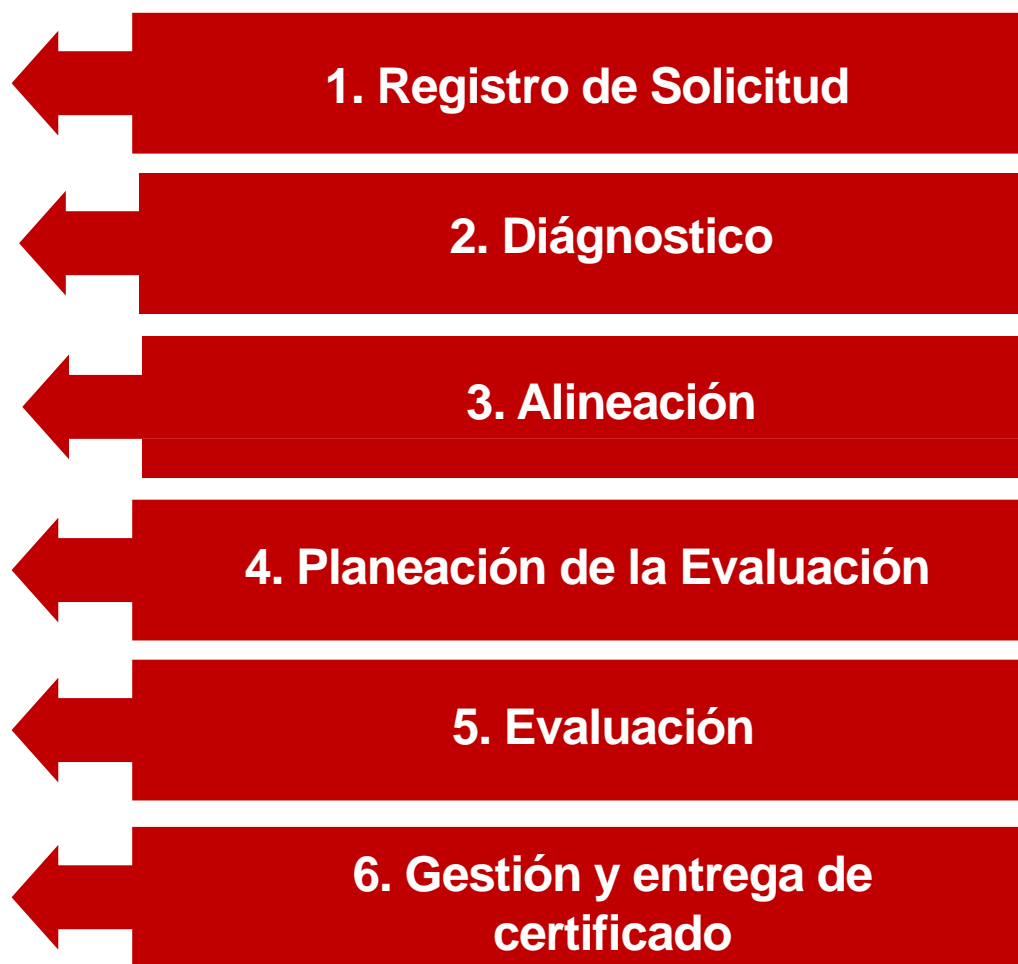 1. Registro de Solicitud
2. Diágnostico
3. Alineación
4. Planeación de la Evaluación
5. Evaluación
6. Gestión y entrega de
certificado